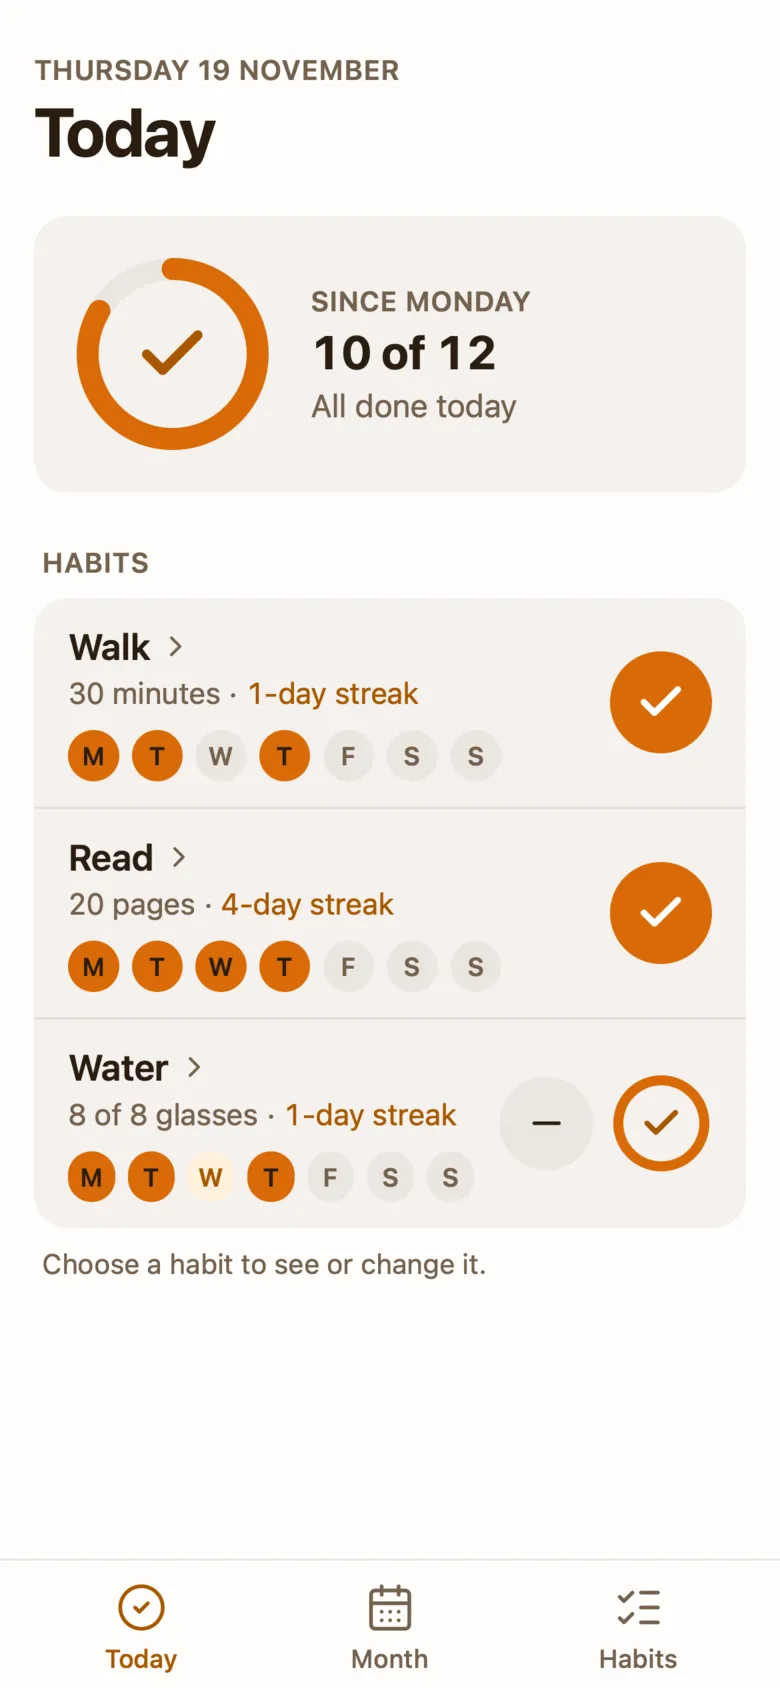 THURSDAY 19 NOVEMBER
Today
SINCE MONDAY
10 of 12
All done today
HABITS
Walk
30 minutes · 1-day streak
M T W T F S S
Read
20 pages · 4-day streak
M T W T F S S
Water
8 of 8 glasses · 1-day streak
M T W T F S S
Choose a habit to see or change it.
Today Month Habits